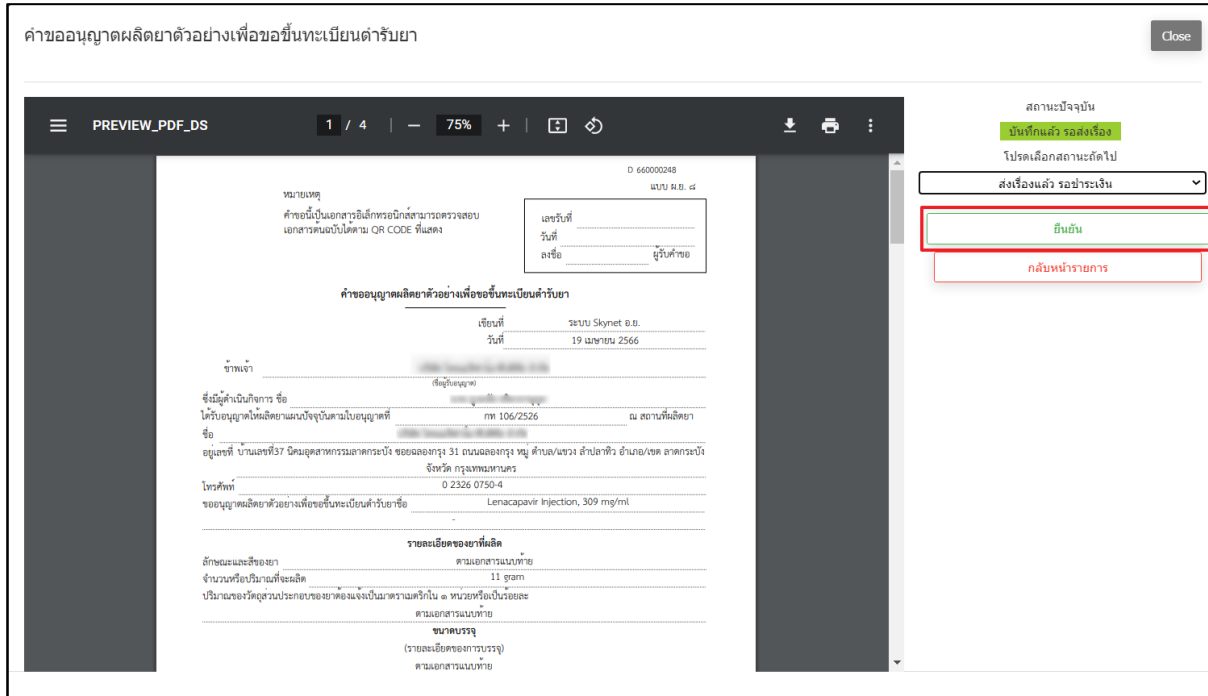 คำขออนุญาตผลิตยาตัวอย่างเพื่อขอขึ้นทะเบียนตำรับยา
Close
PREVIEW_PDF_DS
1 / 4
75%
D 660000248
แบบ ผ.ย. ๘
หมายเหตุ
คำขอนี้เป็นเอกสารอิเล็กทรอนิกส์สามารถตรวจสอบ
เอกสารต้นฉบับได้ตาม QR CODE ที่แสดง
เลขรับที่
วันที่
ลงชื่อ ผู้รับคำขอ
คำขออนุญาตผลิตยาตัวอย่างเพื่อขอขึ้นทะเบียนตำรับยา
เขียนที่ ระบบ Skynet อ.ย.
วันที่ 19 เมษายน 2566
ข้าพเจ้า
(ชื่อผู้รับอนุญาต)
ซึ่งมีผู้ดำเนินกิจการ ชื่อ
ได้รับอนุญาตให้ผลิตยาแผนปัจจุบันตามใบอนุญาตที่ กท 106/2526 ณ สถานที่ผลิตยา
ชื่อ
อยู่เลขที่ บ้านเลขที่37 นิคมอุตสาหกรรมลาดกระบัง ซอยฉลองกรุง 31 ถนนฉลองกรุง หมู่ ตำบล/แขวง ลำปลาทิว อำเภอ/เขต ลาดกระบัง
จังหวัด กรุงเทพมหานคร
โทรศัพท์ 0 2326 0750-4
ขออนุญาตผลิตยาตัวอย่างเพื่อขอขึ้นทะเบียนตำรับยาชื่อ Lenacapavir Injection, 309 mg/ml
-
รายละเอียดของยาที่ผลิต
ลักษณะและสีของยา ตามเอกสารแนบท้าย
จำนวนหรือปริมาณที่จะผลิต 11 gram
ปริมาณของวัตถุส่วนประกอบของยาต้องแจ้งเป็นมาตราเมตริกใน ๑ หน่วยหรือเป็นร้อยละ
ตามเอกสารแนบท้าย
ขนาดบรรจุ
(รายละเอียดของการบรรจุ)
ตามเอกสารแนบท้าย
สถานะปัจจุบัน
บันทึกแล้ว รอส่งเรื่อง
โปรดเลือกสถานะถัดไป
ส่งเรื่องแล้ว รอชำระเงิน
ยืนยัน
กลับหน้ารายการ